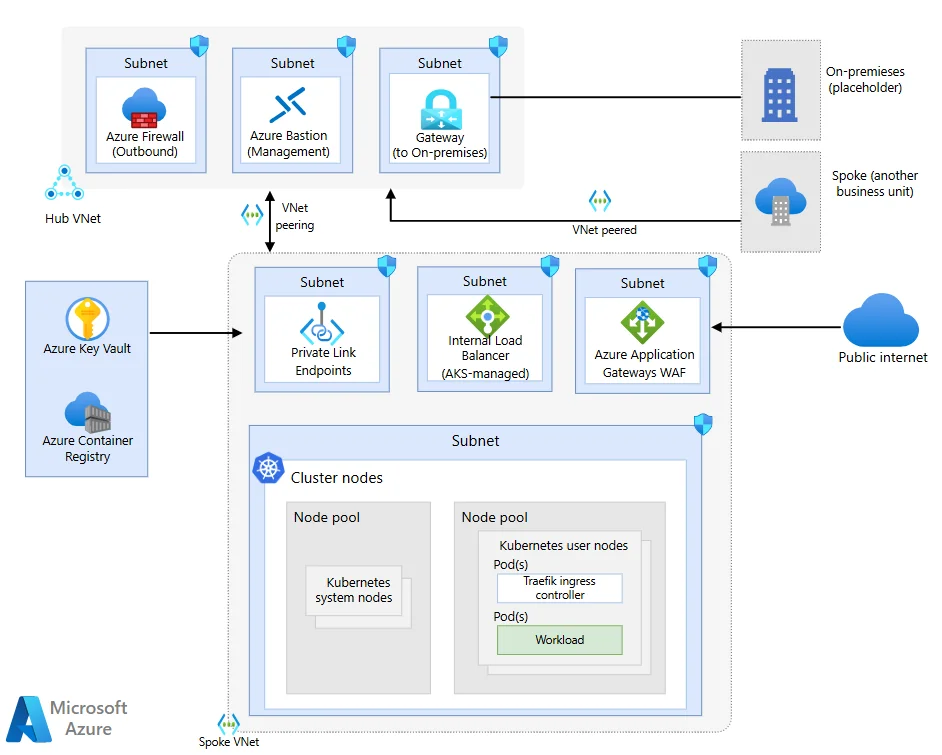 Subnet
Azure Firewall
(Outbound)
Subnet
Azure Bastion
(Management)
Subnet
Gateway
(to On-premises)
On-premieses
(placeholder)
Spoke (another
business unit)
Hub VNet
VNet
peering
VNet peered
Azure Key Vault
Azure Container
Registry
Subnet
Private Link
Endpoints
Subnet
Internal Load
Balancer
(AKS-managed)
Subnet
Azure Application
Gateways WAF
Public internet
Subnet
Cluster nodes
Node pool
Kubernetes
system nodes
Node pool
Kubernetes user nodes
Pod(s)
Traefik ingress
controller
Pod(s)
Workload
Microsoft
Azure
Spoke VNet